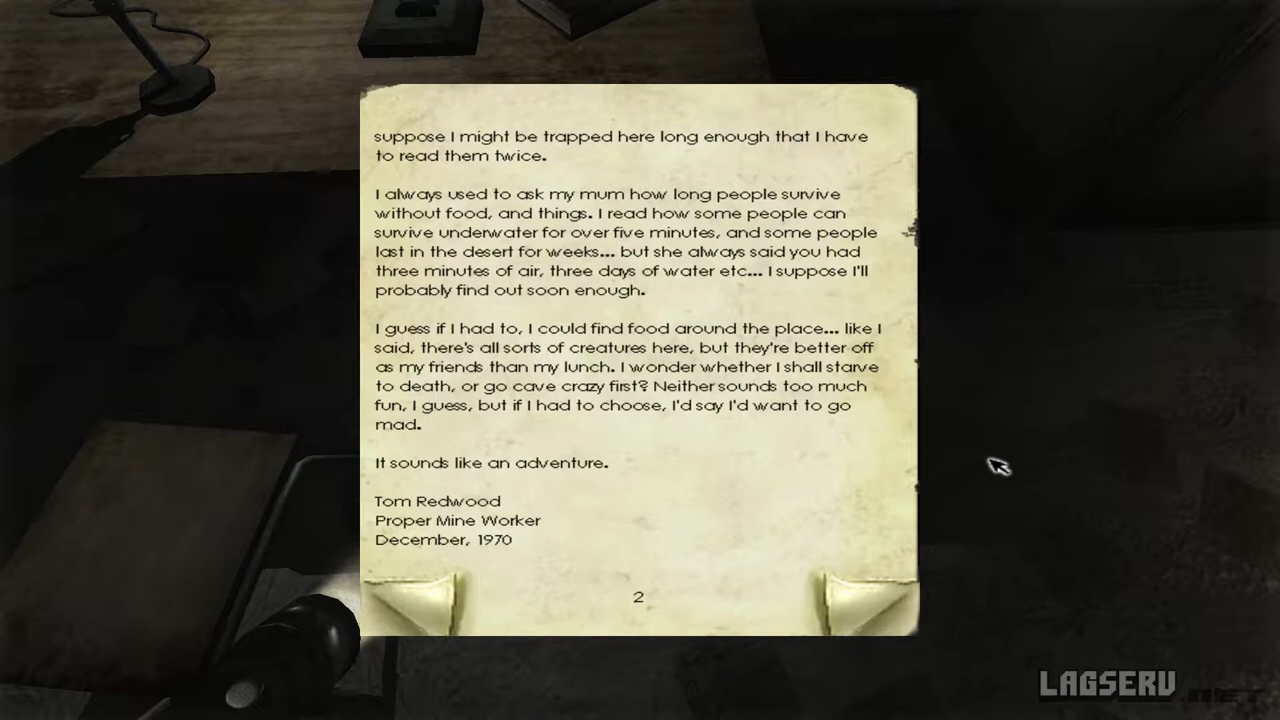 suppose I might be trapped here long enough that I have
to read them twice.
I always used to ask my mum how long people survive
without food, and things. I read how some people can
survive underwater for over five minutes, and some people
last in the desert for weeks... but she always said you had
three minutes of air, three days of water etc... I suppose I'll
probably find out soon enough.
I guess if I had to, I could find food around the place... like I
said, there's all sorts of creatures here, but they're better off
as my friends than my lunch. I wonder whether I shall starve
to death, or go cave crazy first? Neither sounds too much
fun, I guess, but if I had to choose, I'd say I'd want to go
mad.
It sounds like an adventure.
Tom Redwood
Proper Mine Worker
December, 1970
2
LAGSERV.NET